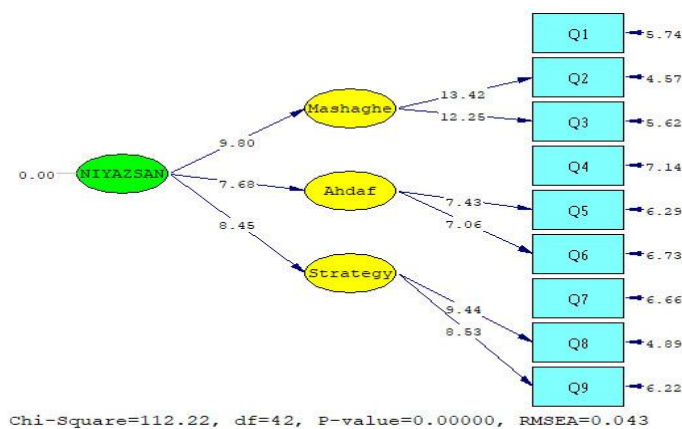 Q1
5.74
Q2
4.57
13.42
Mashaghe
12.25
Q3
5.62
9.80
Q4
7.14
0.00
NIYAZSAN
7.68
Ahdaf
7.43
Q5
6.29
7.06
8.45
Q6
6.73
Strategy
Q7
6.66
9.44
8.53
Q8
4.89
Q9
6.22
Chi-Square=112.22, df=42, P-value=0.00000, RMSEA=0.043